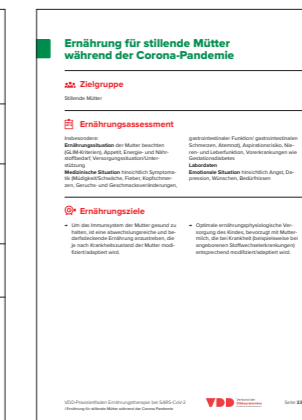 Ernährung für stillende Mütter
während der Corona-Pandemie
Zielgruppe
Stillende Mütter
Ernährungsassessment
Insbesondere:
Ernährungssituation der Mutter beachten
(GLIM-Kriterien), Appetit, Energie- und Nähr-
stoffbedarf, Versorgungssituation/Unter-
stützung
Medizinische Situation hinsichtlich Symptoma-
tik (Müdigkeit/Schwäche, Fieber, Kopfschmer-
zen, Geruchs- und Geschmacksveränderungen,
gastrointestinaler Funktion/ gastrointestinalen
Schmerzen, Atemnot), Aspirationsrisiko, Nie-
ren- und Leberfunktion, Vorerkrankungen wie
Gestationsdiabetes
Labordaten
Emotionale Situation hinsichtlich Angst, De-
pression, Wünschen, Bedürfnissen
Ernährungsziele
→ Um das Immunsystem der Mutter gesund zu
halten, ist eine abwechslungsreiche und be-
darfsdeckende Ernährung anzustreben, die
je nach Krankheitszustand der Mutter modi-
fiziert/adaptiert wird.
→ Optimale ernährungsphysiologische Ver-
sorgung des Kindes, bevorzugt mit Mutter-
milch, die bei Krankheit (beispielsweise bei
angeborenen Stoffwechselerkrankungen)
entsprechend modifiziert/adaptiert wird.
VDD-Praxisleitfaden Ernährungstherapie bei SARS-CoV-2
/ Ernährung für stillende Mütter während der Corona-Pandemie
VDD
Seite 33